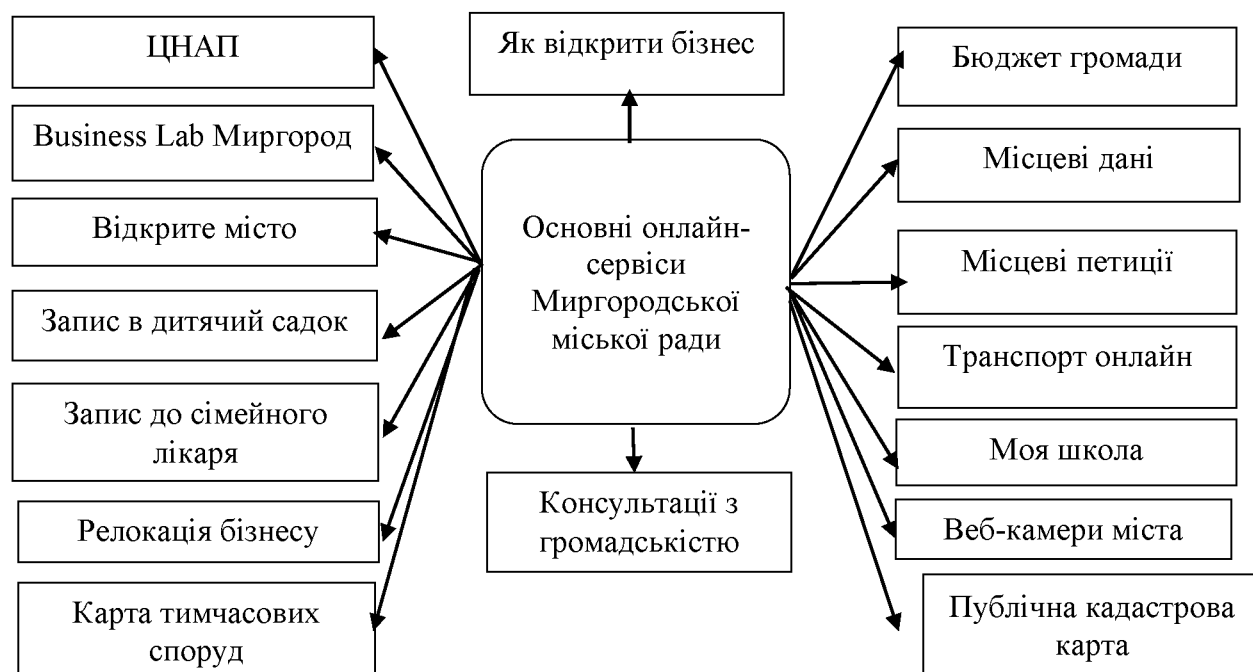 ЦНАП
Business Lab Миргород
Відкрите місто
Запис в дитячий садок
Запис до сімейного
лікаря
Релокація бізнесу
Карта тимчасових
споруд
Як відкрити бізнес
Основні онлайн-
сервіси
Миргородської
міської ради
Консультації з
громадськістю
Бюджет громади
Місцеві дані
Місцеві петиції
Транспорт онлайн
Моя школа
Веб-камери міста
Публічна кадастрова
карта